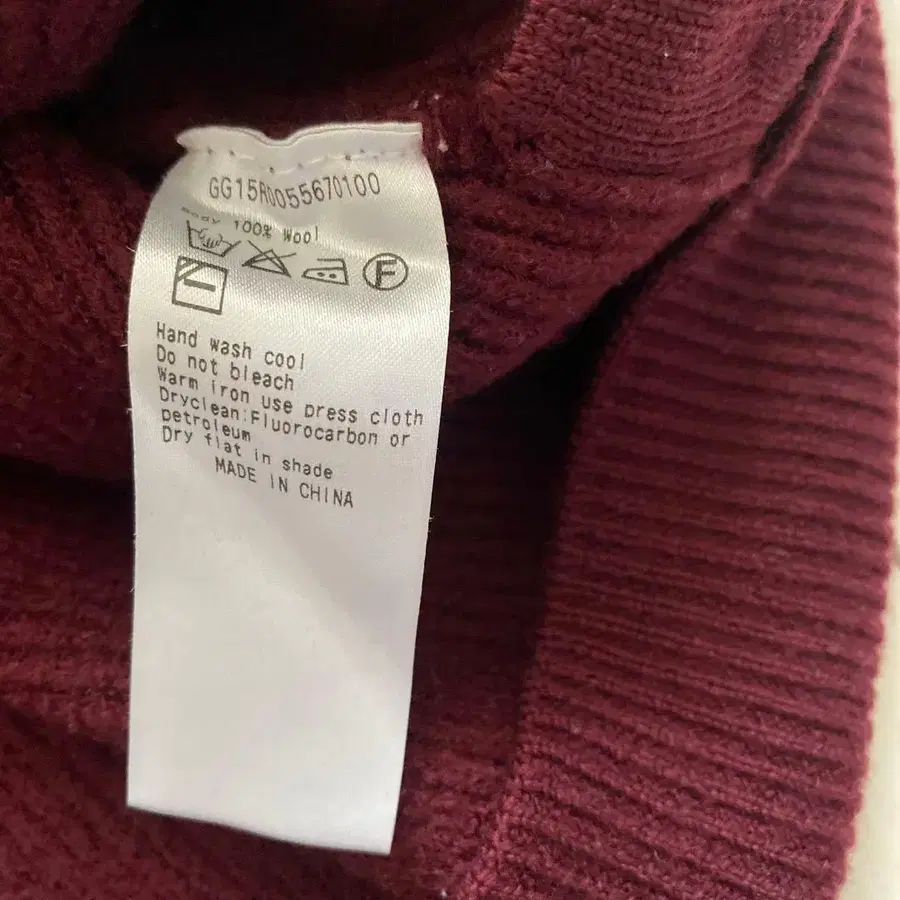 GG15R0055670100
Body 100% Wool
F
Hand wash cool
Do not bleach
Warm iron use press cloth
Dryclean:Fluorocarbon or
petroleum
Dry flat in shade
MADE IN CHINA